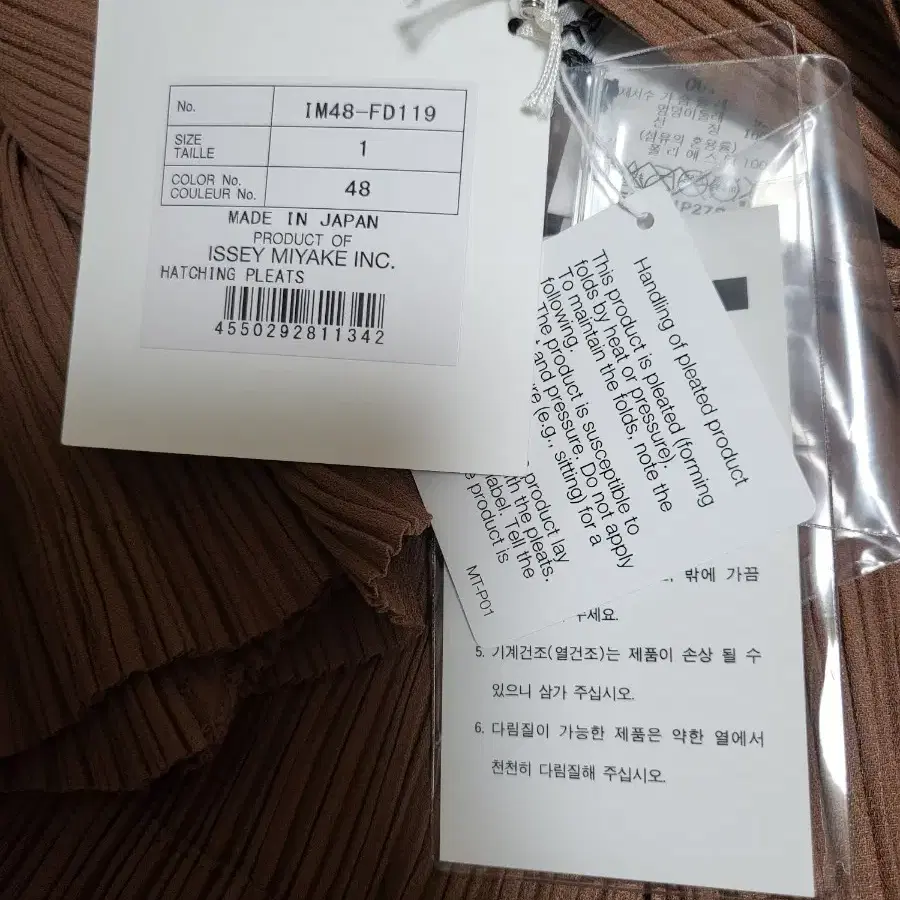 No. IM48-FD119
SIZE
TAILLE 1
COLOR No.
COULEUR No. 48
MADE IN JAPAN
PRODUCT OF
ISSEY MIYAKE INC.
HATCHING PLEATS
4550292811342
Handling of pleated product
This product is pleated (forming
folds by heat or pressure).
To maintain the folds, note the
following.
The product is susceptible to
and pressure. Do not apply
(e.g., sitting) for a
product lay
the pleats.
label. Tell the
product is
MT-P01
밖에 가끔
5. 기계건조(열건조)는 제품이 손상 될 수
있으니 삼가 주십시오.
6. 다림질이 가능한 제품은 약한 열에서
천천히 다림질해 주십시오.